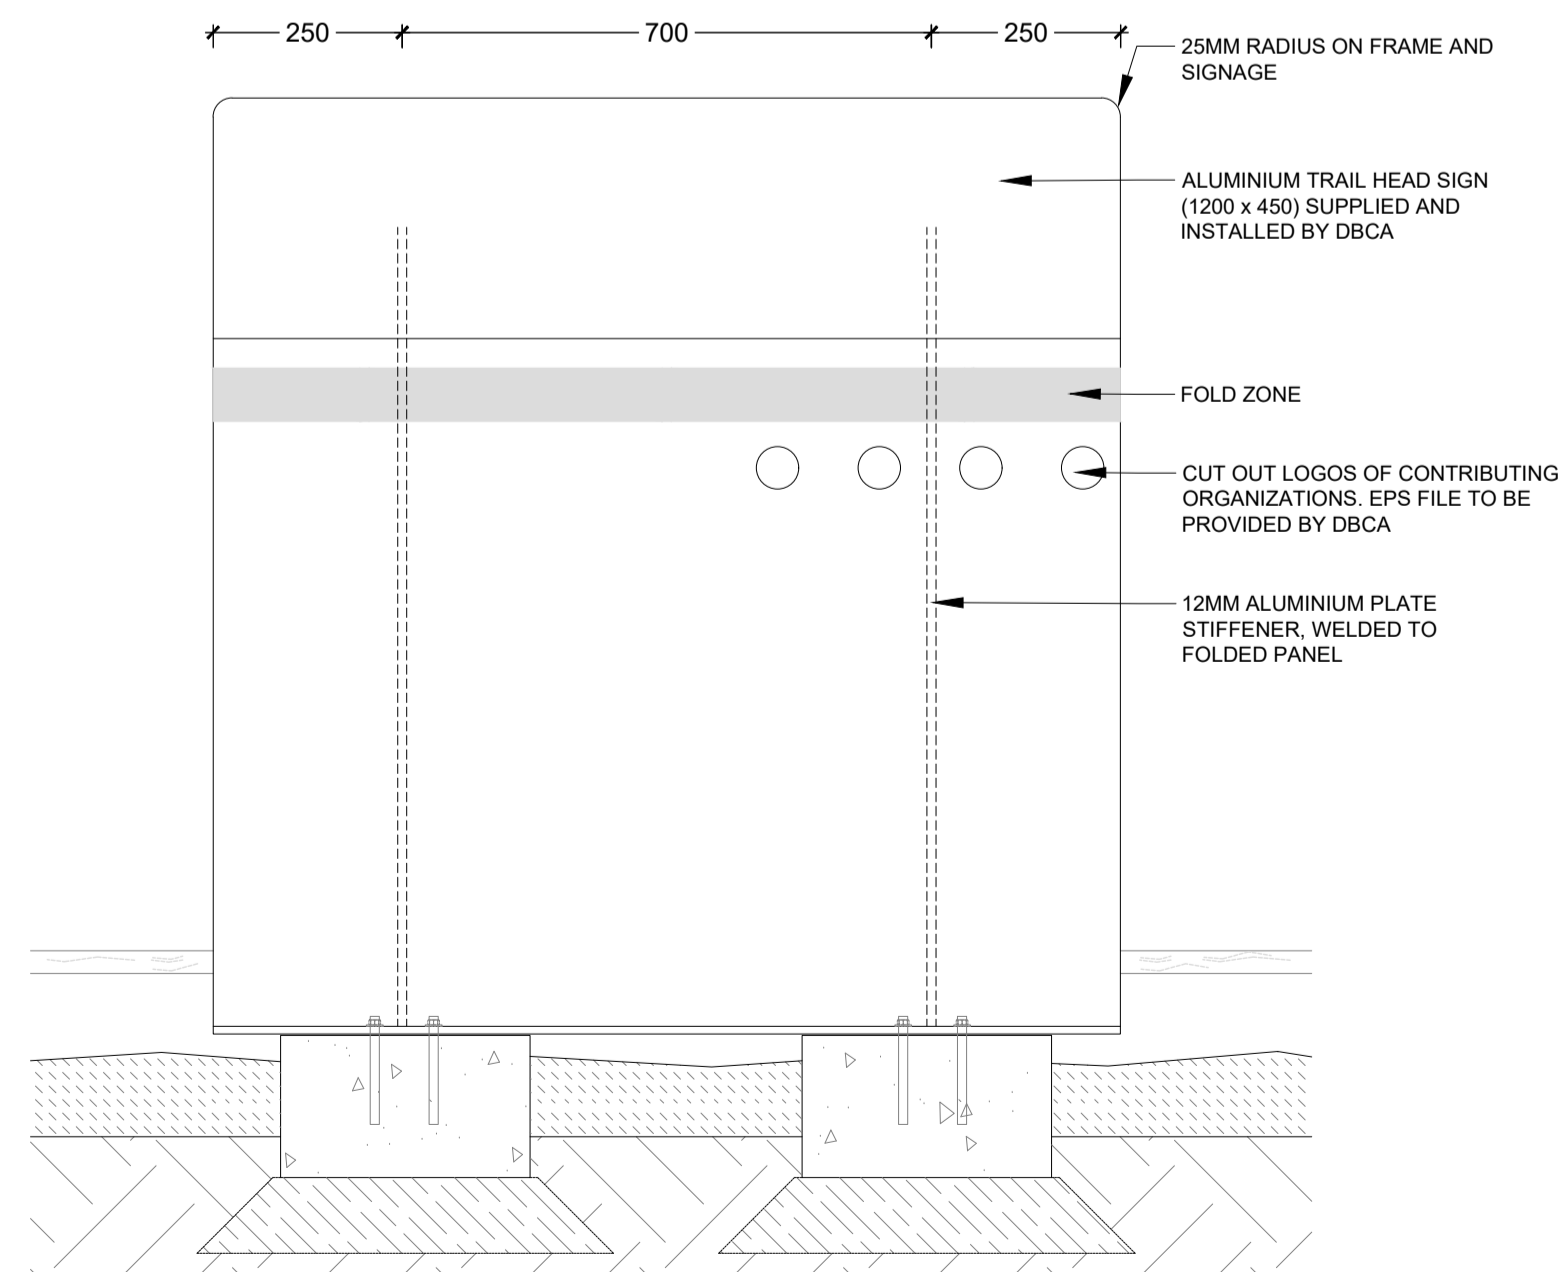 250 700 250
25MM RADIUS ON FRAME AND
SIGNAGE
ALUMINIUM TRAIL HEAD SIGN
(1200 x 450) SUPPLIED AND
INSTALLED BY DBCA
FOLD ZONE
CUT OUT LOGOS OF CONTRIBUTING
ORGANIZATIONS. EPS FILE TO BE
PROVIDED BY DBCA
12MM ALUMINIUM PLATE
STIFFENER, WELDED TO
FOLDED PANEL